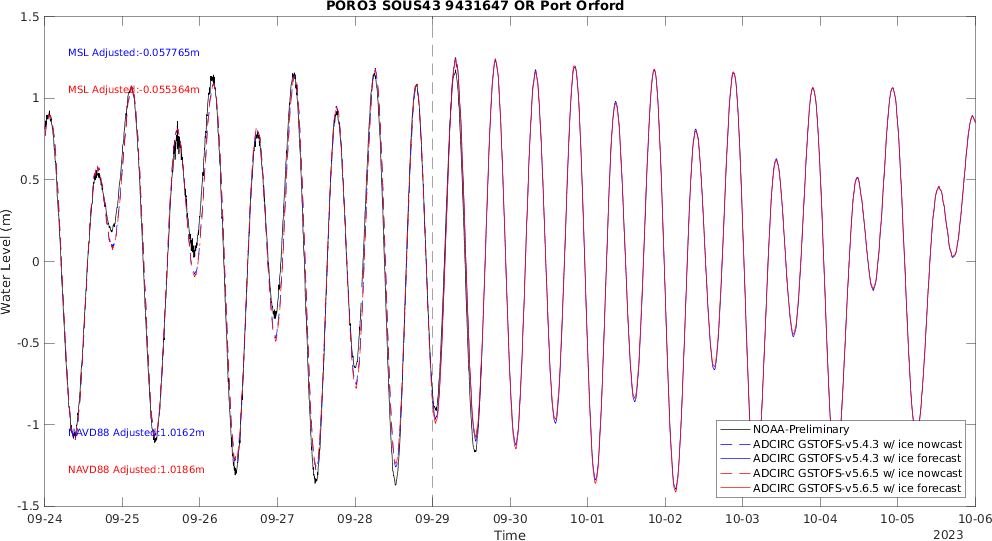 PORO3 SOUS43 9431647 OR Port Orford
1.5
1
0.5
0
-0.5
-1
-1.5
Water Level (m)
MSL Adjusted:-0.057765m
MSL Adjusted:-0.055364m
NAVD88 Adjusted:1.0162m
NAVD88 Adjusted:1.0186m
NOAA-Preliminary
ADCIRC GSTOFS-v5.4.3 w/ ice nowcast
ADCIRC GSTOFS-v5.4.3 w/ ice forecast
ADCIRC GSTOFS-v5.6.5 w/ ice nowcast
ADCIRC GSTOFS-v5.6.5 w/ ice forecast
09-24 09-25 09-26 09-27 09-28 09-29 09-30 10-01 10-02 10-03 10-04 10-05 10-06
Time
2023